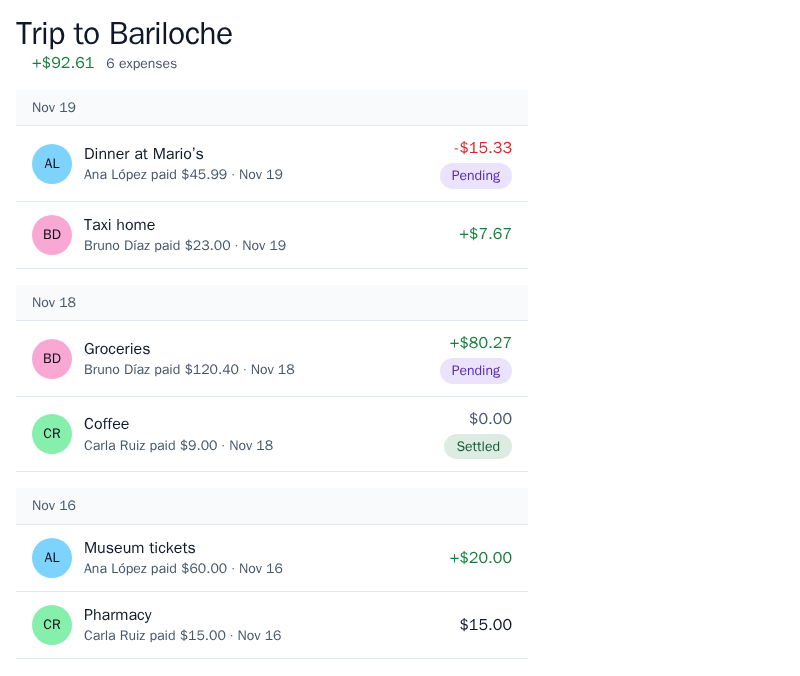 Trip to Bariloche
+$92.61 6 expenses
Nov 19
AL
Dinner at Mario’s
Ana López paid $45.99 · Nov 19
-$15.33
Pending
BD
Taxi home
Bruno Díaz paid $23.00 · Nov 19
+$7.67
Nov 18
BD
Groceries
Bruno Díaz paid $120.40 · Nov 18
+$80.27
Pending
CR
Coffee
Carla Ruiz paid $9.00 · Nov 18
$0.00
Settled
Nov 16
AL
Museum tickets
Ana López paid $60.00 · Nov 16
+$20.00
CR
Pharmacy
Carla Ruiz paid $15.00 · Nov 16
$15.00